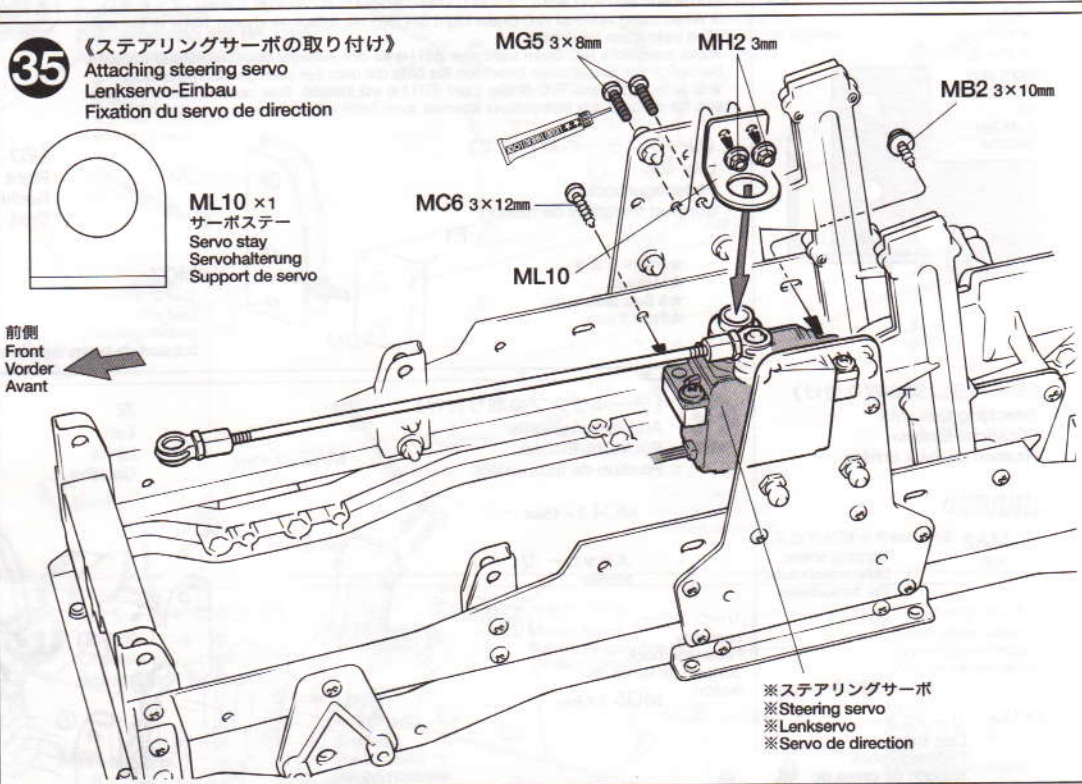 35
《ステアリングサーボの取り付け》
Attaching steering servo
Lenkservo-Einbau
Fixation du servo de direction
ML10 ×1
サーボステー
Servo stay
Servohalterung
Support de servo
前側
Front
Vorder
Avant
MG5 3×8mm
MH2 3mm
MB2 3×10mm
MC6 3×12mm
ML10
※ステアリングサーボ
※Steering servo
※Lenkservo
※Servo de direction